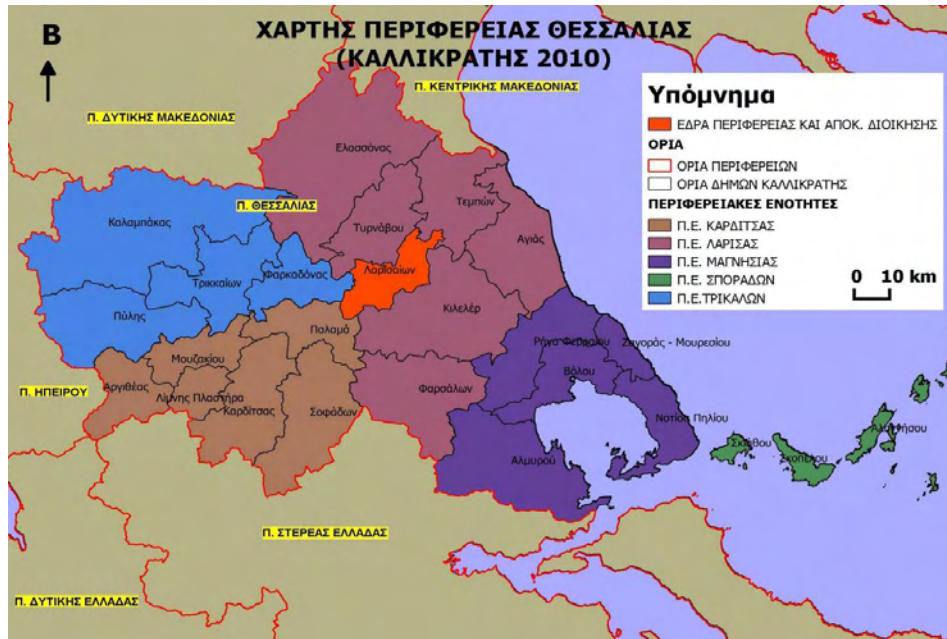 ΧΑΡΤΗΣ ΠΕΡΙΦΕΡΕΙΑΣ ΘΕΣΣΑΛΙΑΣ
(ΚΑΛΛΙΚΡΑΤΗΣ 2010)
Β
Π. ΚΕΝΤΡΙΚΗΣ ΜΑΚΕΔΟΝΙΑΣ
Π. ΔΥΤΙΚΗΣ ΜΑΚΕΔΟΝΙΑΣ
Υπόμνημα
ΕΔΡΑ ΠΕΡΙΦΕΡΕΙΑΣ ΚΑΙ ΑΠΟΚ. ΔΙΟΙΚΗΣΗΣ
ΟΡΙΑ
ΟΡΙΑ ΠΕΡΙΦΕΡΕΙΩΝ
ΟΡΙΑ ΔΗΜΩΝ ΚΑΛΛΙΚΡΑΤΗΣ
ΠΕΡΙΦΕΡΕΙΑΚΕΣ ΕΝΟΤΗΤΕΣ
Π.Ε. ΚΑΡΔΙΤΣΑΣ
Π.Ε. ΛΑΡΙΣΑΣ
Π.Ε. ΜΑΓΝΗΣΙΑΣ
Π.Ε. ΣΠΟΡΑΔΩΝ
Π.Ε.ΤΡΙΚΑΛΩΝ
0 10 km
Ελασσόνας
Π. ΘΕΣΣΑΛΙΑΣ
Τεμπών
Καλαμπάκας
Τυρνάβου
Αγιάς
Λαρισαίων
Φαρκαδόνας
Τρικκαίων
Κιλελέρ
Πύλης
Παλαμά
Ρήγα Φεραίου
Ζαγοράς - Μουρεσίου
Μουζακίου
Βόλου
Π. ΗΠΕΙΡΟΥ
Αργιθέας
Λίμνης Πλαστήρα
Καρδίτσας
Σοφάδων
Φαρσάλων
Νοτίου Πηλίου
Αλοννήσου
Σκιάθου
Σκοπέλου
Αλμυρού
Π. ΣΤΕΡΕΑΣ ΕΛΛΑΔΑΣ
Π. ΔΥΤΙΚΗΣ ΕΛΛΑΔΑΣ